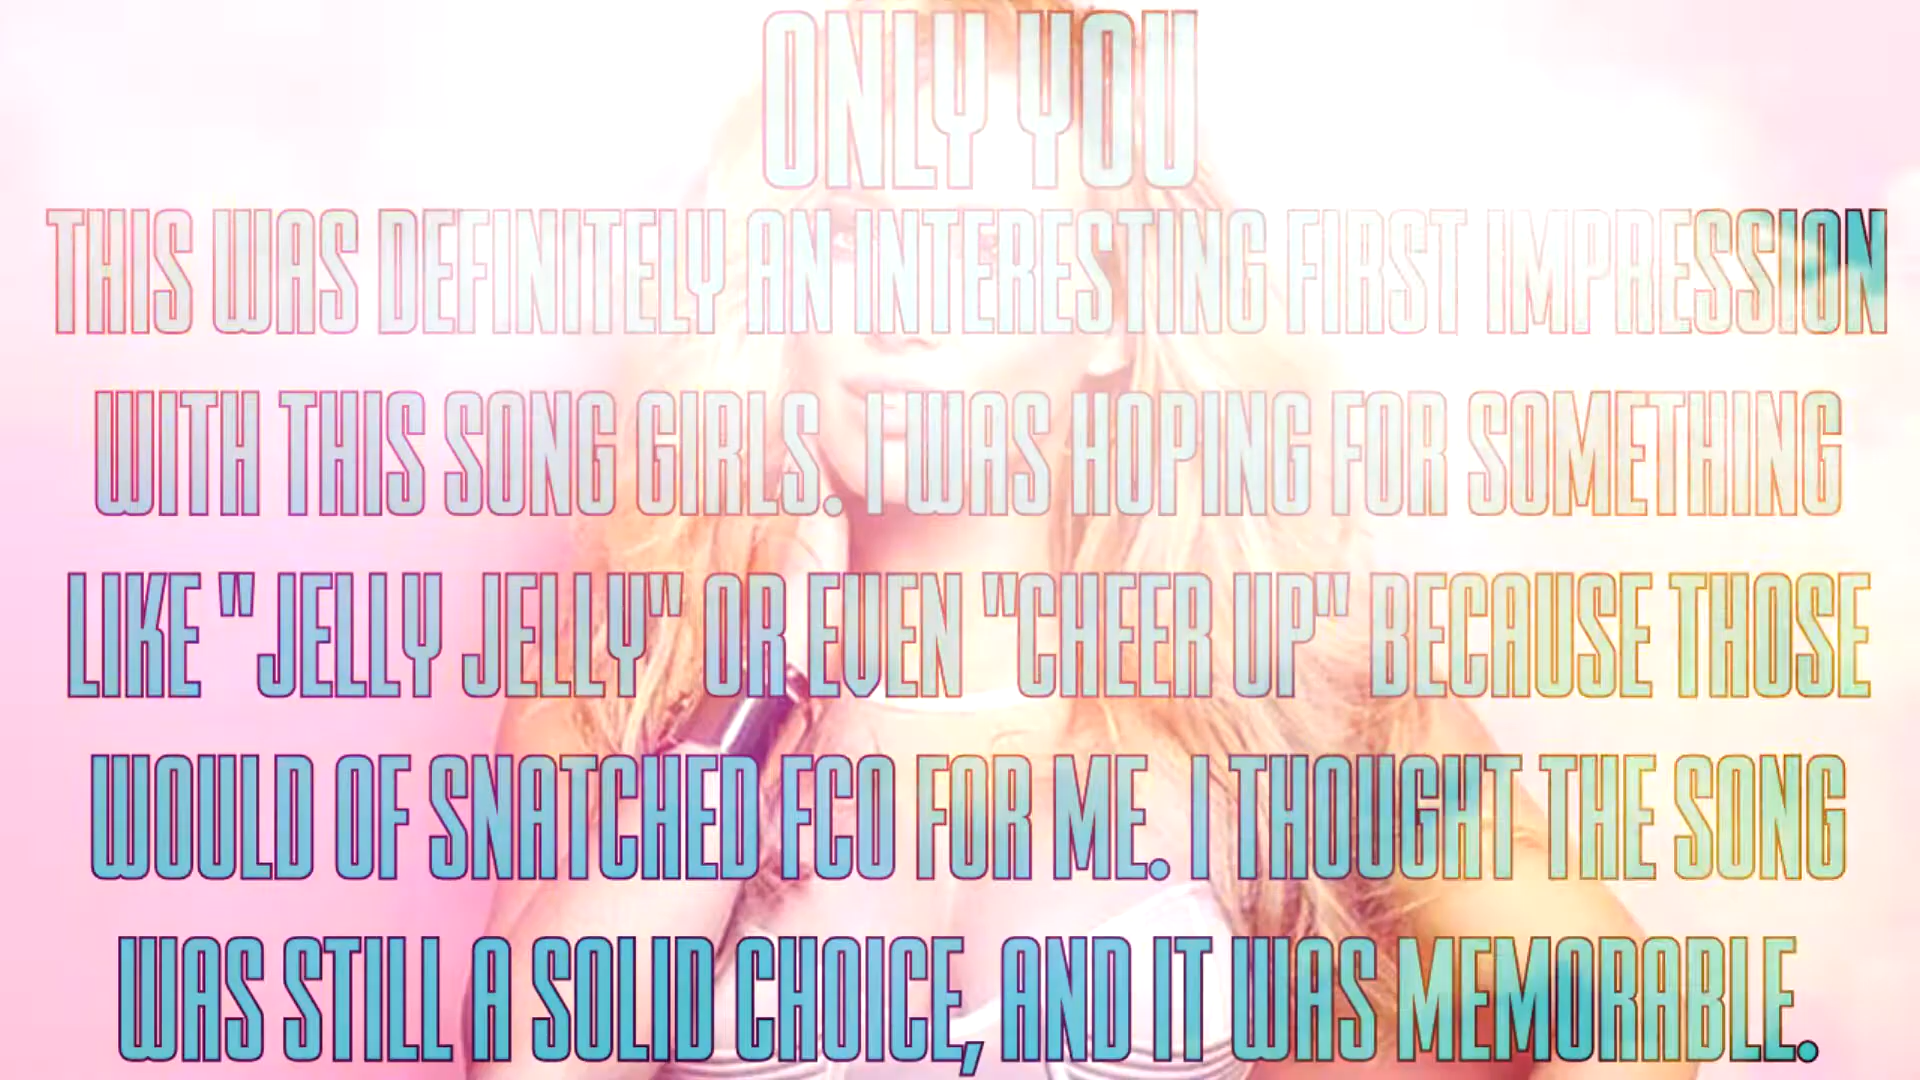 ONLY YOU
THIS WAS DEFINITELY AN INTERESTING FIRST IMPRESSION
WITH THIS SONG GIRLS. I WAS HOPING FOR SOMETHING
LIKE "JELLY JELLY" OR EVEN "CHEER UP" BECAUSE THOSE
WOULD OF SNATCHED FCO FOR ME. I THOUGHT THE SONG
WAS STILL A SOLID CHOICE, AND IT WAS MEMORABLE.